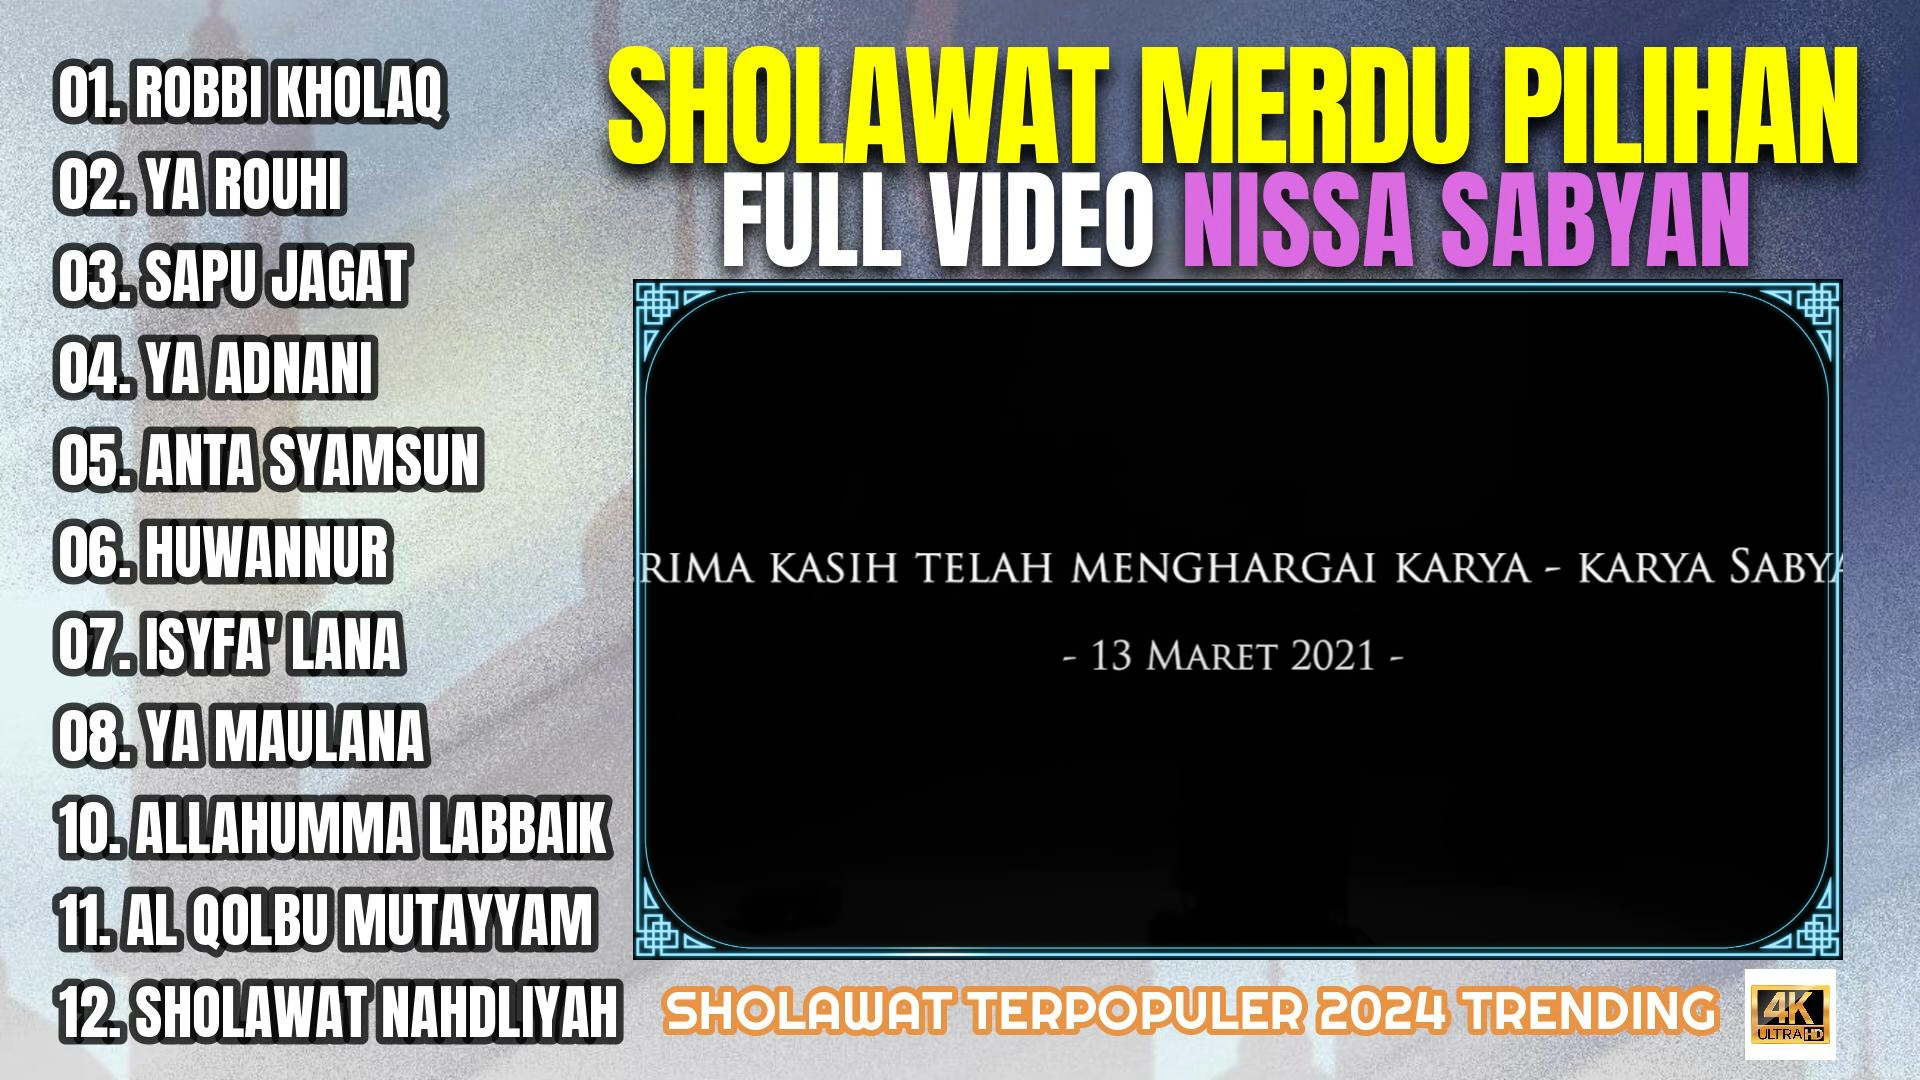 01. ROBBI KHOLAQ
02. YA ROUHI
03. SAPU JAGAT
04. YA ADNANI
05. ANTA SYAMSUN
06. HUWANNUR
07. ISYFA' LANA
08. YA MAULANA
10. ALLAHUMMA LABBAIK
11. AL QOLBU MUTAYYAM
12. SHOLAWAT NAHDLIYAH
SHOLAWAT MERDU PILIHAN
FULL VIDEO NISSA SABYAN
RIMA KASIH TELAH MENGHARGAI KARYA - KARYA SABYA
- 13 MARET 2021 -
SHOLAWAT TERPOPULER 2024 TRENDING
4K
ULTRA HD